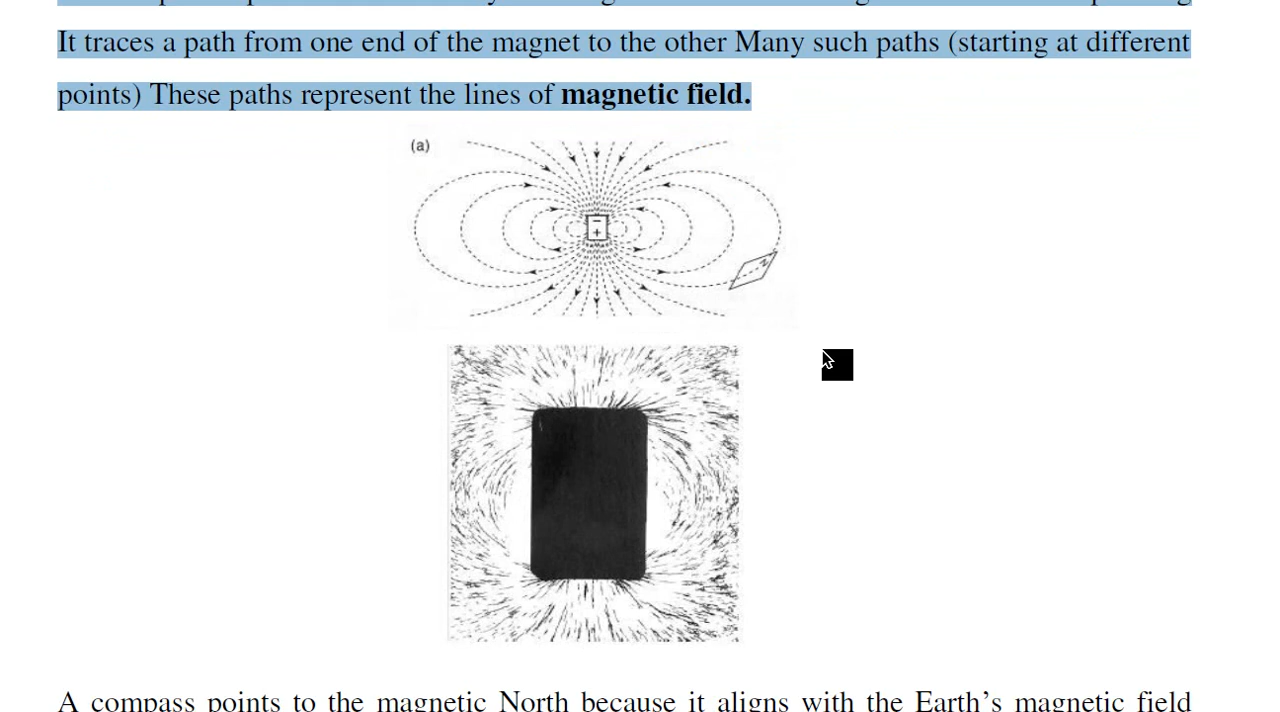 It traces a path from one end of the magnet to the other Many such paths (starting at different
points) These paths represent the lines of magnetic field.
(a)
−
+
N
A compass points to the magnetic North because it aligns with the Earth’s magnetic field